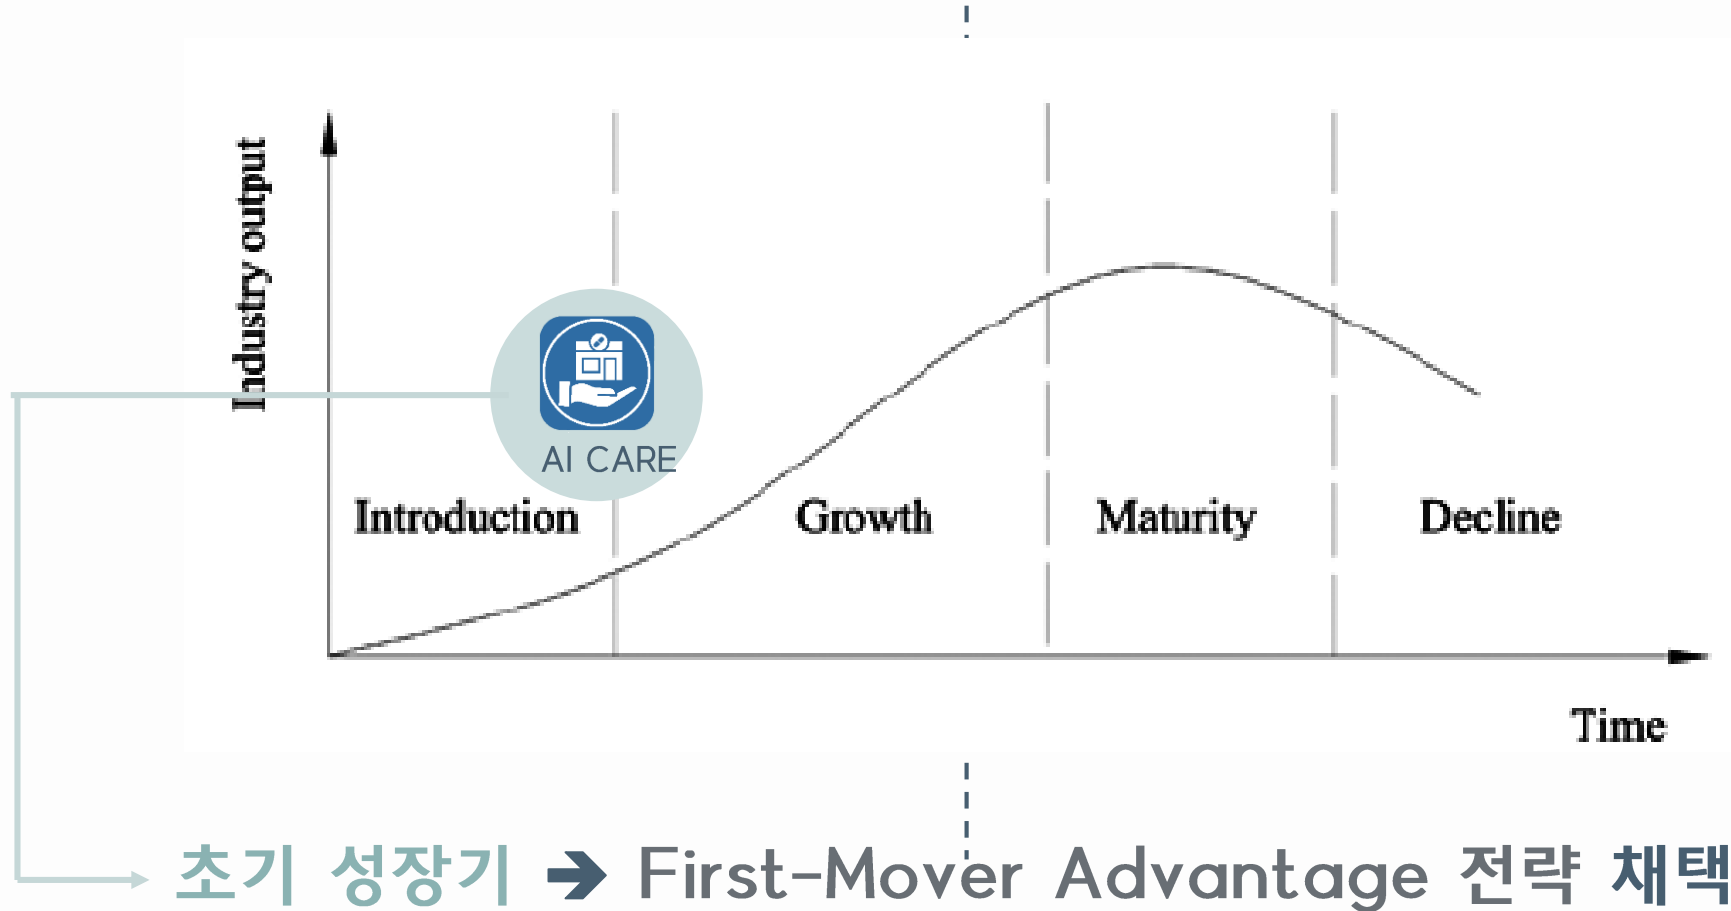 Industry output
AI CARE
Introduction
Growth
Maturity
Decline
Time
초기 성장기 → First-Mover Advantage 전략 채택